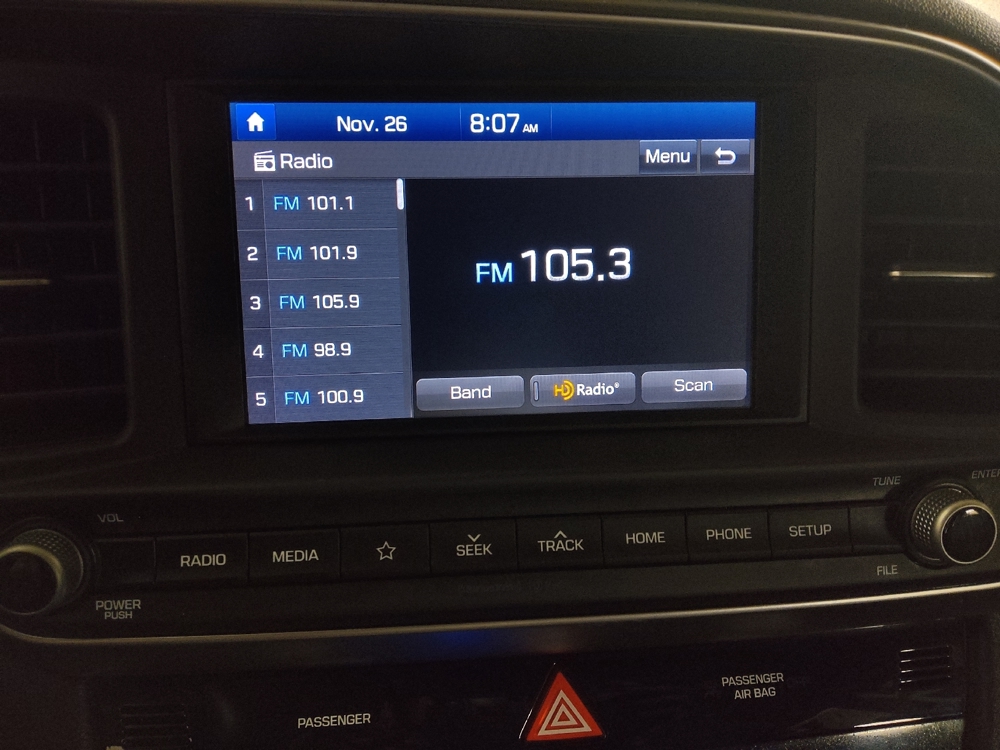 Nov. 26 8:07 AM
Radio Menu
1 FM 101.1
2 FM 101.9
3 FM 105.9
4 FM 98.9
5 FM 100.9
FM 105.3
Band HD Radio® Scan
VOL
POWER
PUSH
RADIO MEDIA SEEK TRACK HOME PHONE SETUP
TUNE
ENTER
FILE
PASSENGER
PASSENGER
AIR BAG